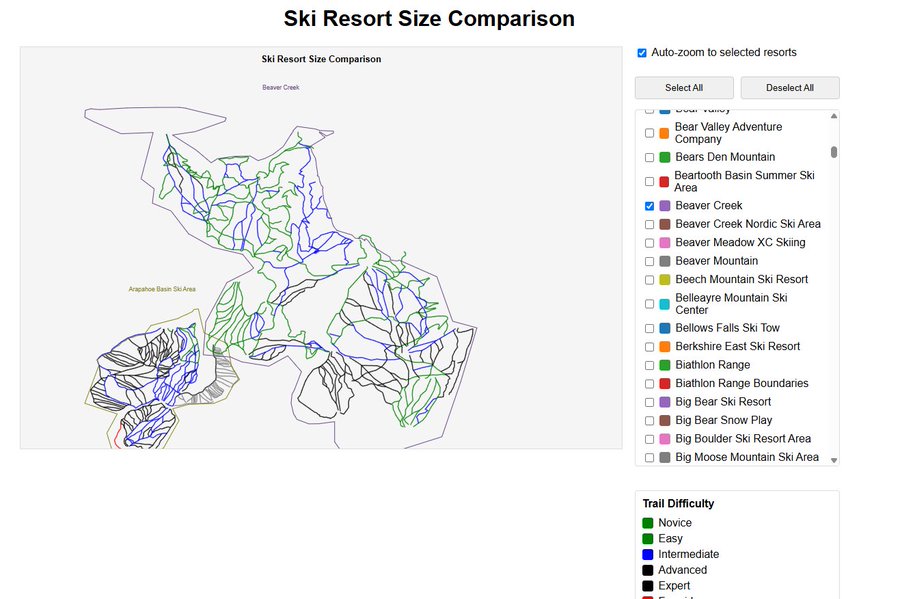 Ski Resort Size Comparison
Ski Resort Size Comparison
Beaver Creek
Arapahoe Basin Ski Area
Auto-zoom to selected resorts
Select All
Deselect All
Bear Valley Adventure
Company
Bears Den Mountain
Beartooth Basin Summer Ski
Area
Beaver Creek
Beaver Creek Nordic Ski Area
Beaver Meadow XC Skiing
Beaver Mountain
Beech Mountain Ski Resort
Belleayre Mountain Ski
Center
Bellows Falls Ski Tow
Berkshire East Ski Resort
Biathlon Range
Biathlon Range Boundaries
Big Bear Ski Resort
Big Bear Snow Play
Big Boulder Ski Resort Area
Big Moose Mountain Ski Area
Trail Difficulty
Novice
Easy
Intermediate
Advanced
Expert